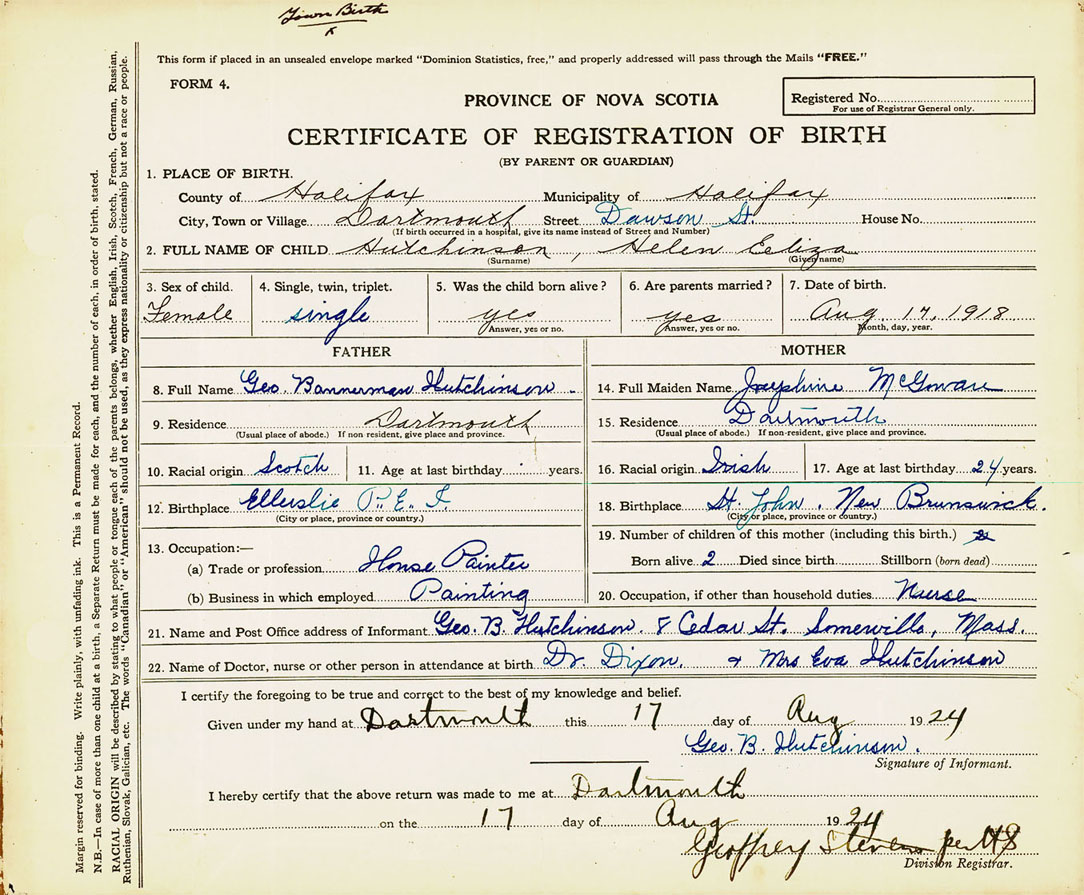 Town Birth
This form if placed in an unsealed envelope marked "Dominion Statistics, free," and properly addressed will pass through the Mails "FREE."
FORM 4.
Registered No.
For use of Registrar General only.
PROVINCE OF NOVA SCOTIA
CERTIFICATE OF REGISTRATION OF BIRTH
(BY PARENT OR GUARDIAN)
1. PLACE OF BIRTH.
County of Halifax Municipality of Halifax
City, Town or Village Dartmouth Street Dawson St. House No.
(If birth occurred in a hospital, give its name instead of Street and Number)
2. FULL NAME OF CHILD Hutchinson, Helen Eeliza
(Surname) (Given name)
3. Sex of child. 4. Single, twin, triplet. 5. Was the child born alive? 6. Are parents married? 7. Date of birth.
Female single yes yes Aug. 17, 1918
Answer, yes or no. Answer, yes or no. Month, day, year.
FATHER
8. Full Name Geo. Bannerman Hutchinson
9. Residence Dartmouth
(Usual place of abode.) If non resident, give place and province.
10. Racial origin Scotch 11. Age at last birthday years.
12. Birthplace Ellerslie P.E.I.
(City or place, province or country.)
13. Occupation:—
(a) Trade or profession House Painter
(b) Business in which employed Painting
MOTHER
14. Full Maiden Name Josephine McGowan
15. Residence Dartmouth
(Usual place of abode.) If non-resident, give place and province.
16. Racial origin Irish 17. Age at last birthday 24 years.
18. Birthplace St. John, New Brunswick.
(City or place, province or country.)
19. Number of children of this mother (including this birth.) 2
Born alive 2 Died since birth Stillborn (born dead)
20. Occupation, if other than household duties Nurse
21. Name and Post Office address of Informant Geo. B. Hutchinson. 8 Cedar St. Somerville, Mass.
22. Name of Doctor, nurse or other person in attendance at birth Dr. Dixon. & Mrs Eva Hutchinson
I certify the foregoing to be true and correct to the best of my knowledge and belief.
Given under my hand at Dartmouth this 17 day of Aug 1924
Geo. B. Hutchinson.
Signature of Informant.
I hereby certify that the above return was made to me at Dartmouth
on the 17 day of Aug 1924
Geoffrey Stevens per
Division Registrar.
Margin reserved for binding. Write plainly, with unfading ink. This is a Permanent Record.
N.B.—In case of more than one child at a birth, a Separate Return must be made for each, and the number of each, in order of birth, stated.
RACIAL ORIGIN will be described by stating to what people or tongue each of the parents belongs, whether English, Irish, Scotch, French, German, Russian,
Ruthenian, Slovak, Galician, etc. The words "Canadian" or "American" should not be used, as they express nationality or citizenship but not a race or people.